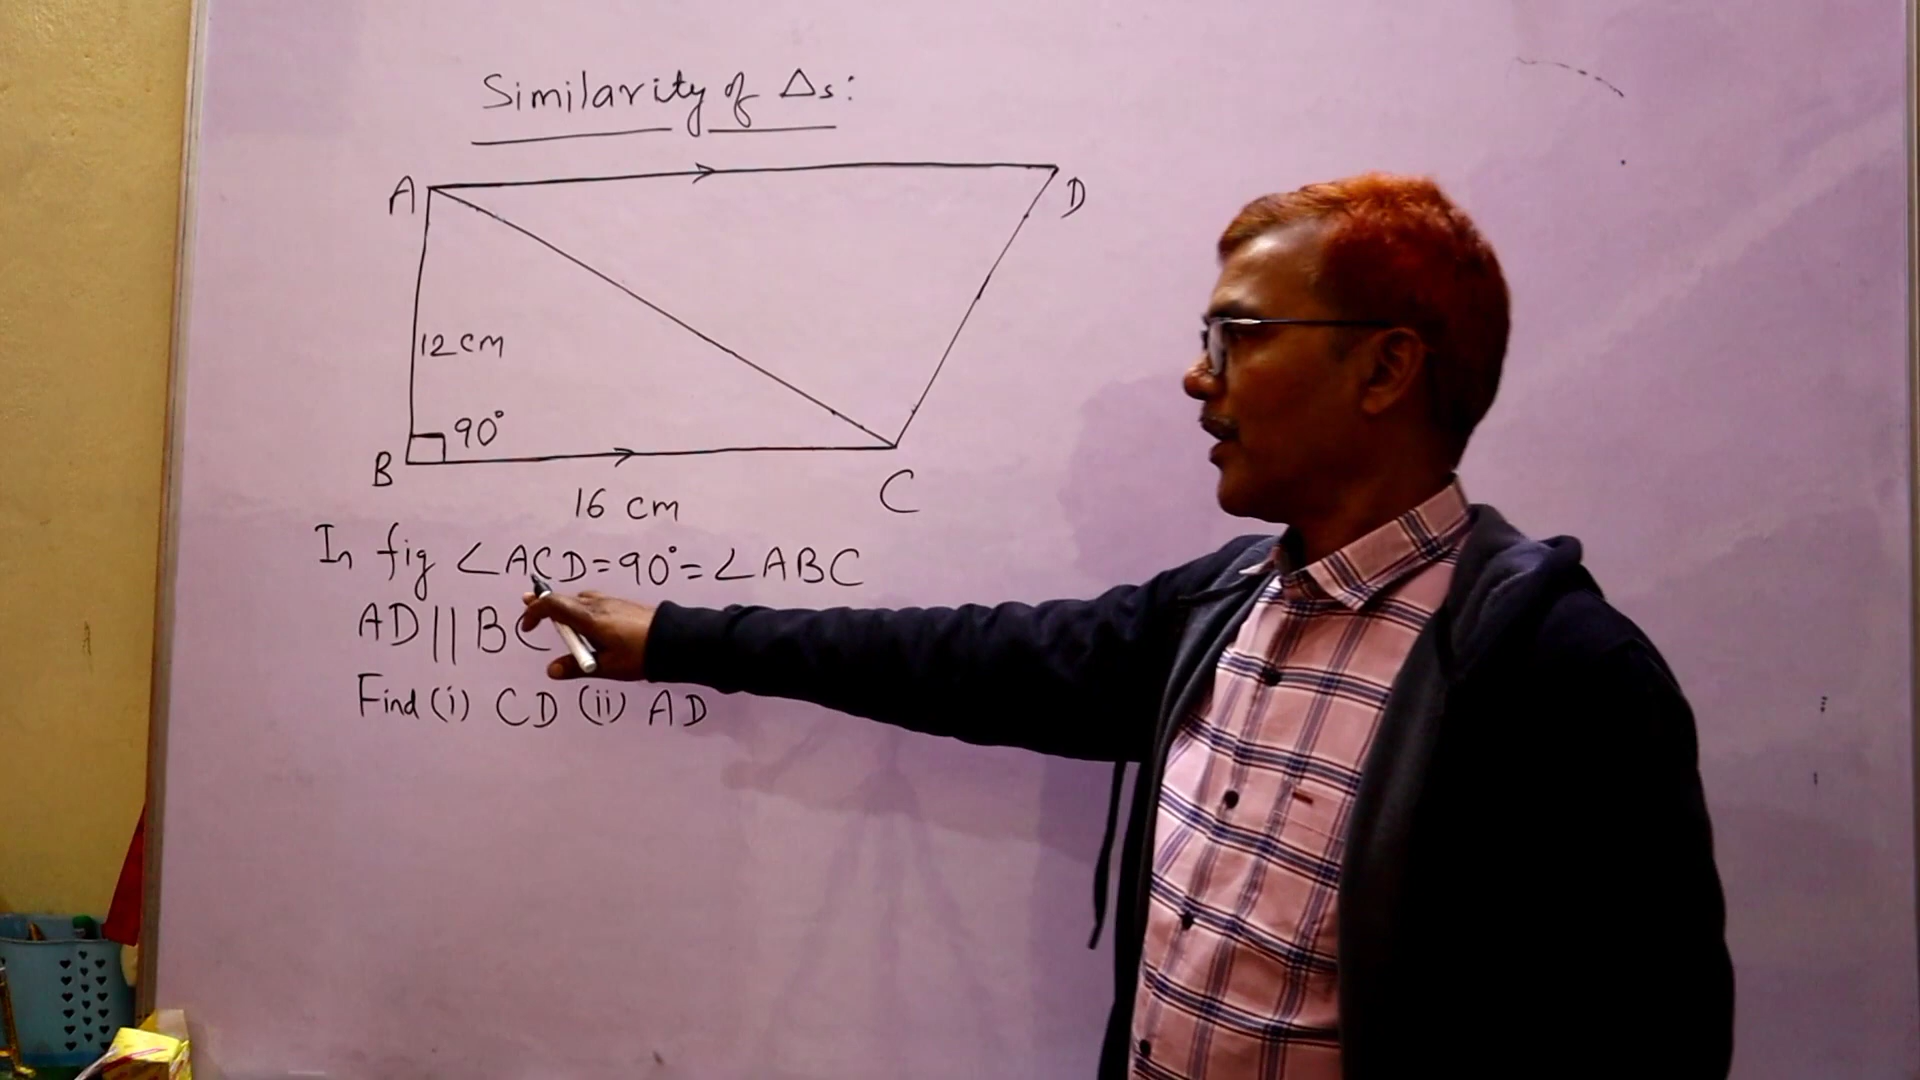 Similarity of Δs:
A
D
12 cm
90°
B
C
16 cm
In fig ∠ACD=90°=∠ABC
AD||BC
Find (i) CD (ii) AD